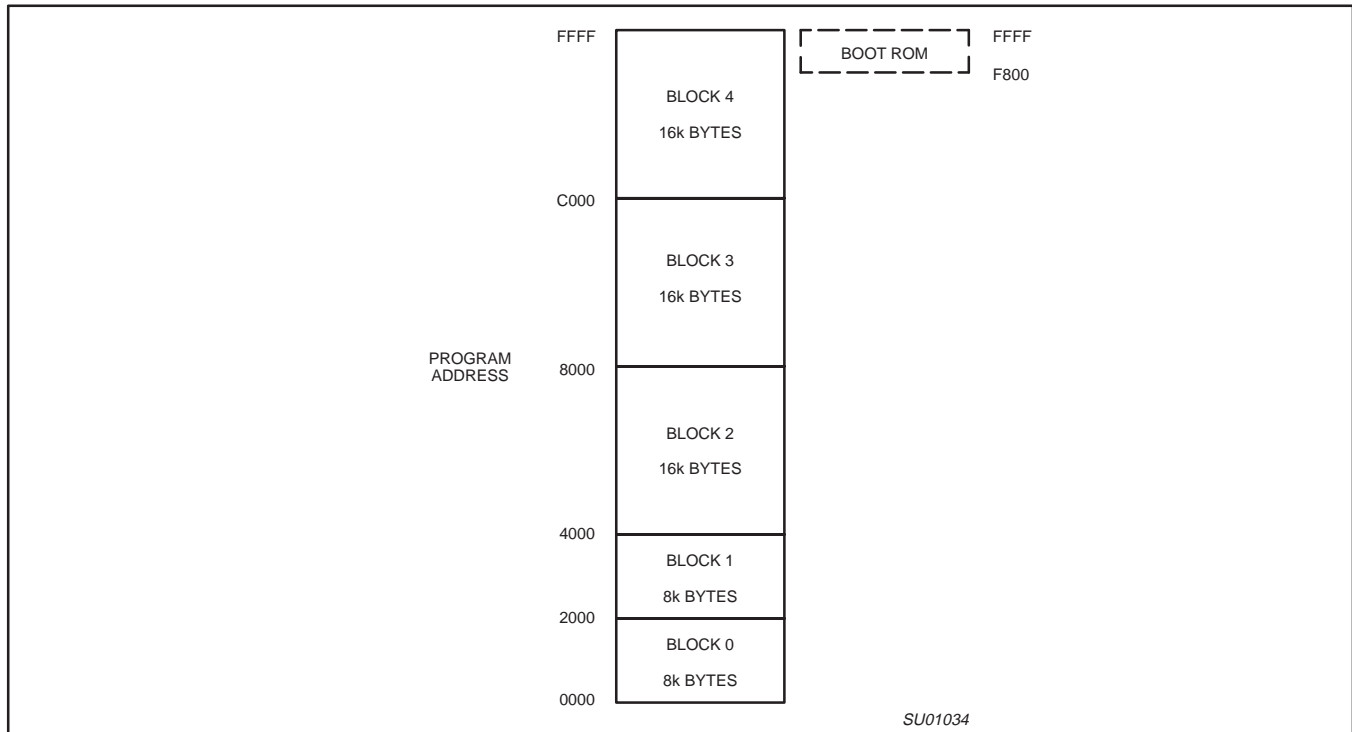 FFFF
BOOT ROM
FFFF
F800
BLOCK 4
16k BYTES
C000
BLOCK 3
16k BYTES
PROGRAM
ADDRESS
8000
BLOCK 2
16k BYTES
4000
BLOCK 1
8k BYTES
2000
BLOCK 0
8k BYTES
0000
SU01034